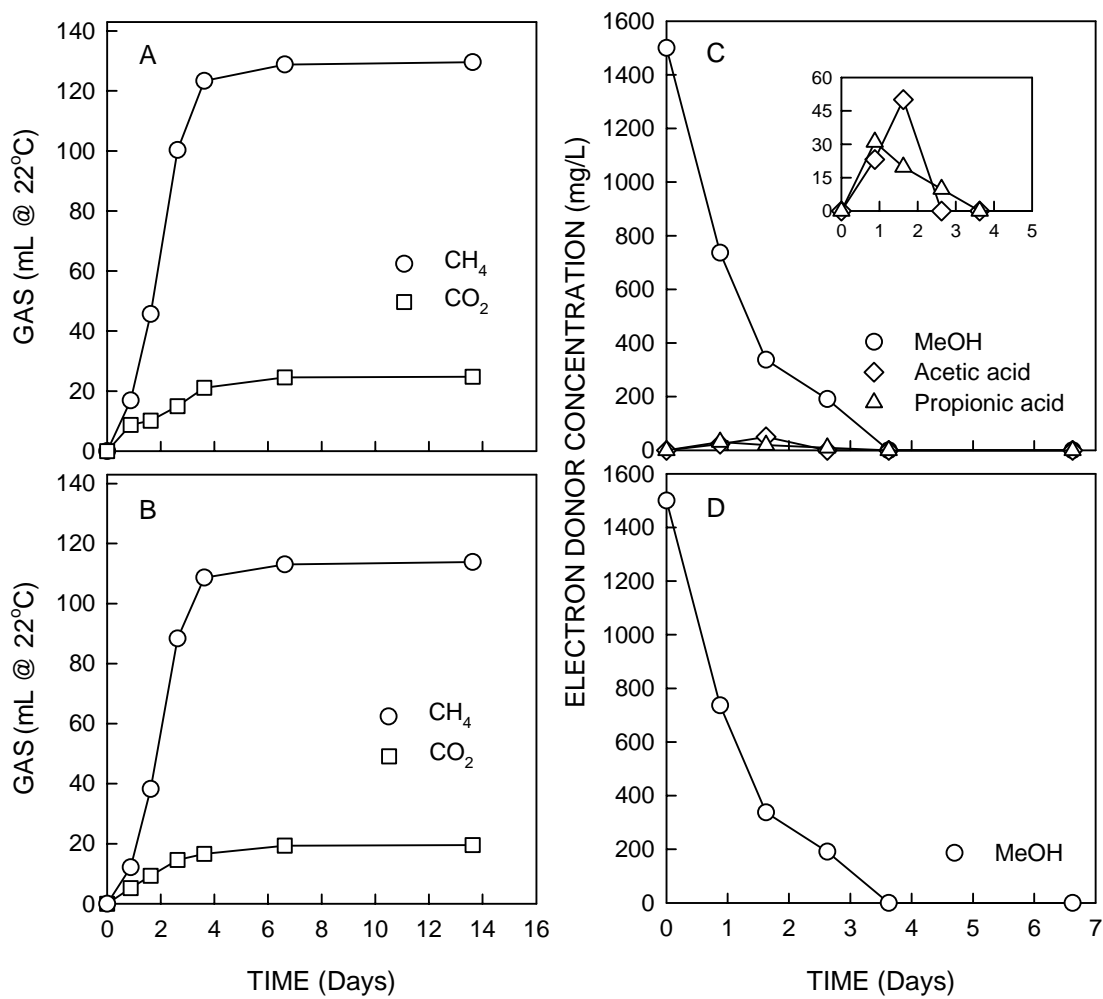 A
GAS (mL @ 22°C)
140
120
100
80
60
40
20
0
CH₄
CO₂
B
GAS (mL @ 22°C)
140
120
100
80
60
40
20
0
CH₄
CO₂
0 2 4 6 8 10 12 14 16
TIME (Days)
ELECTRON DONOR CONCENTRATION (mg/L)
C
1600
1400
1200
1000
800
600
400
200
0
60
45
30
15
0
0 1 2 3 4 5
MeOH
Acetic acid
Propionic acid
D
1600
1400
1200
1000
800
600
400
200
0
MeOH
0 1 2 3 4 5 6 7
TIME (Days)